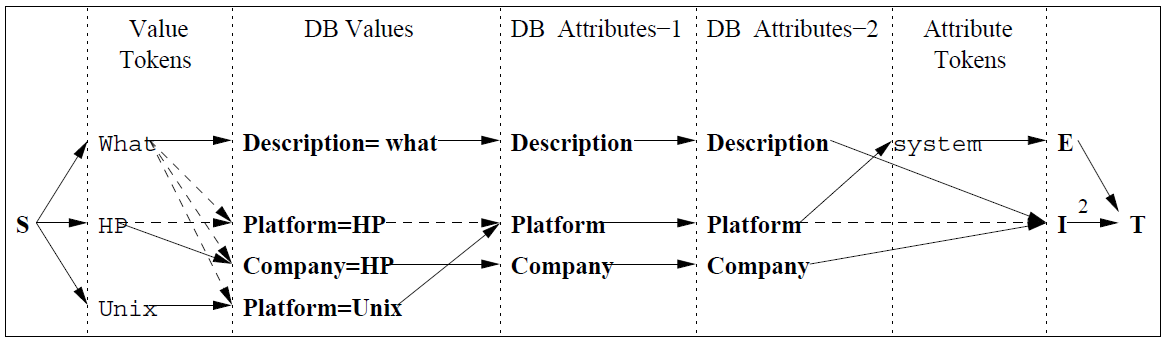 Value Tokens
DB Values
DB Attributes−1
DB Attributes−2
Attribute Tokens
What
Description= what
Description
Description
system
E
S
HP
Platform=HP
Platform
Platform
I
2
T
Company=HP
Company
Company
Unix
Platform=Unix